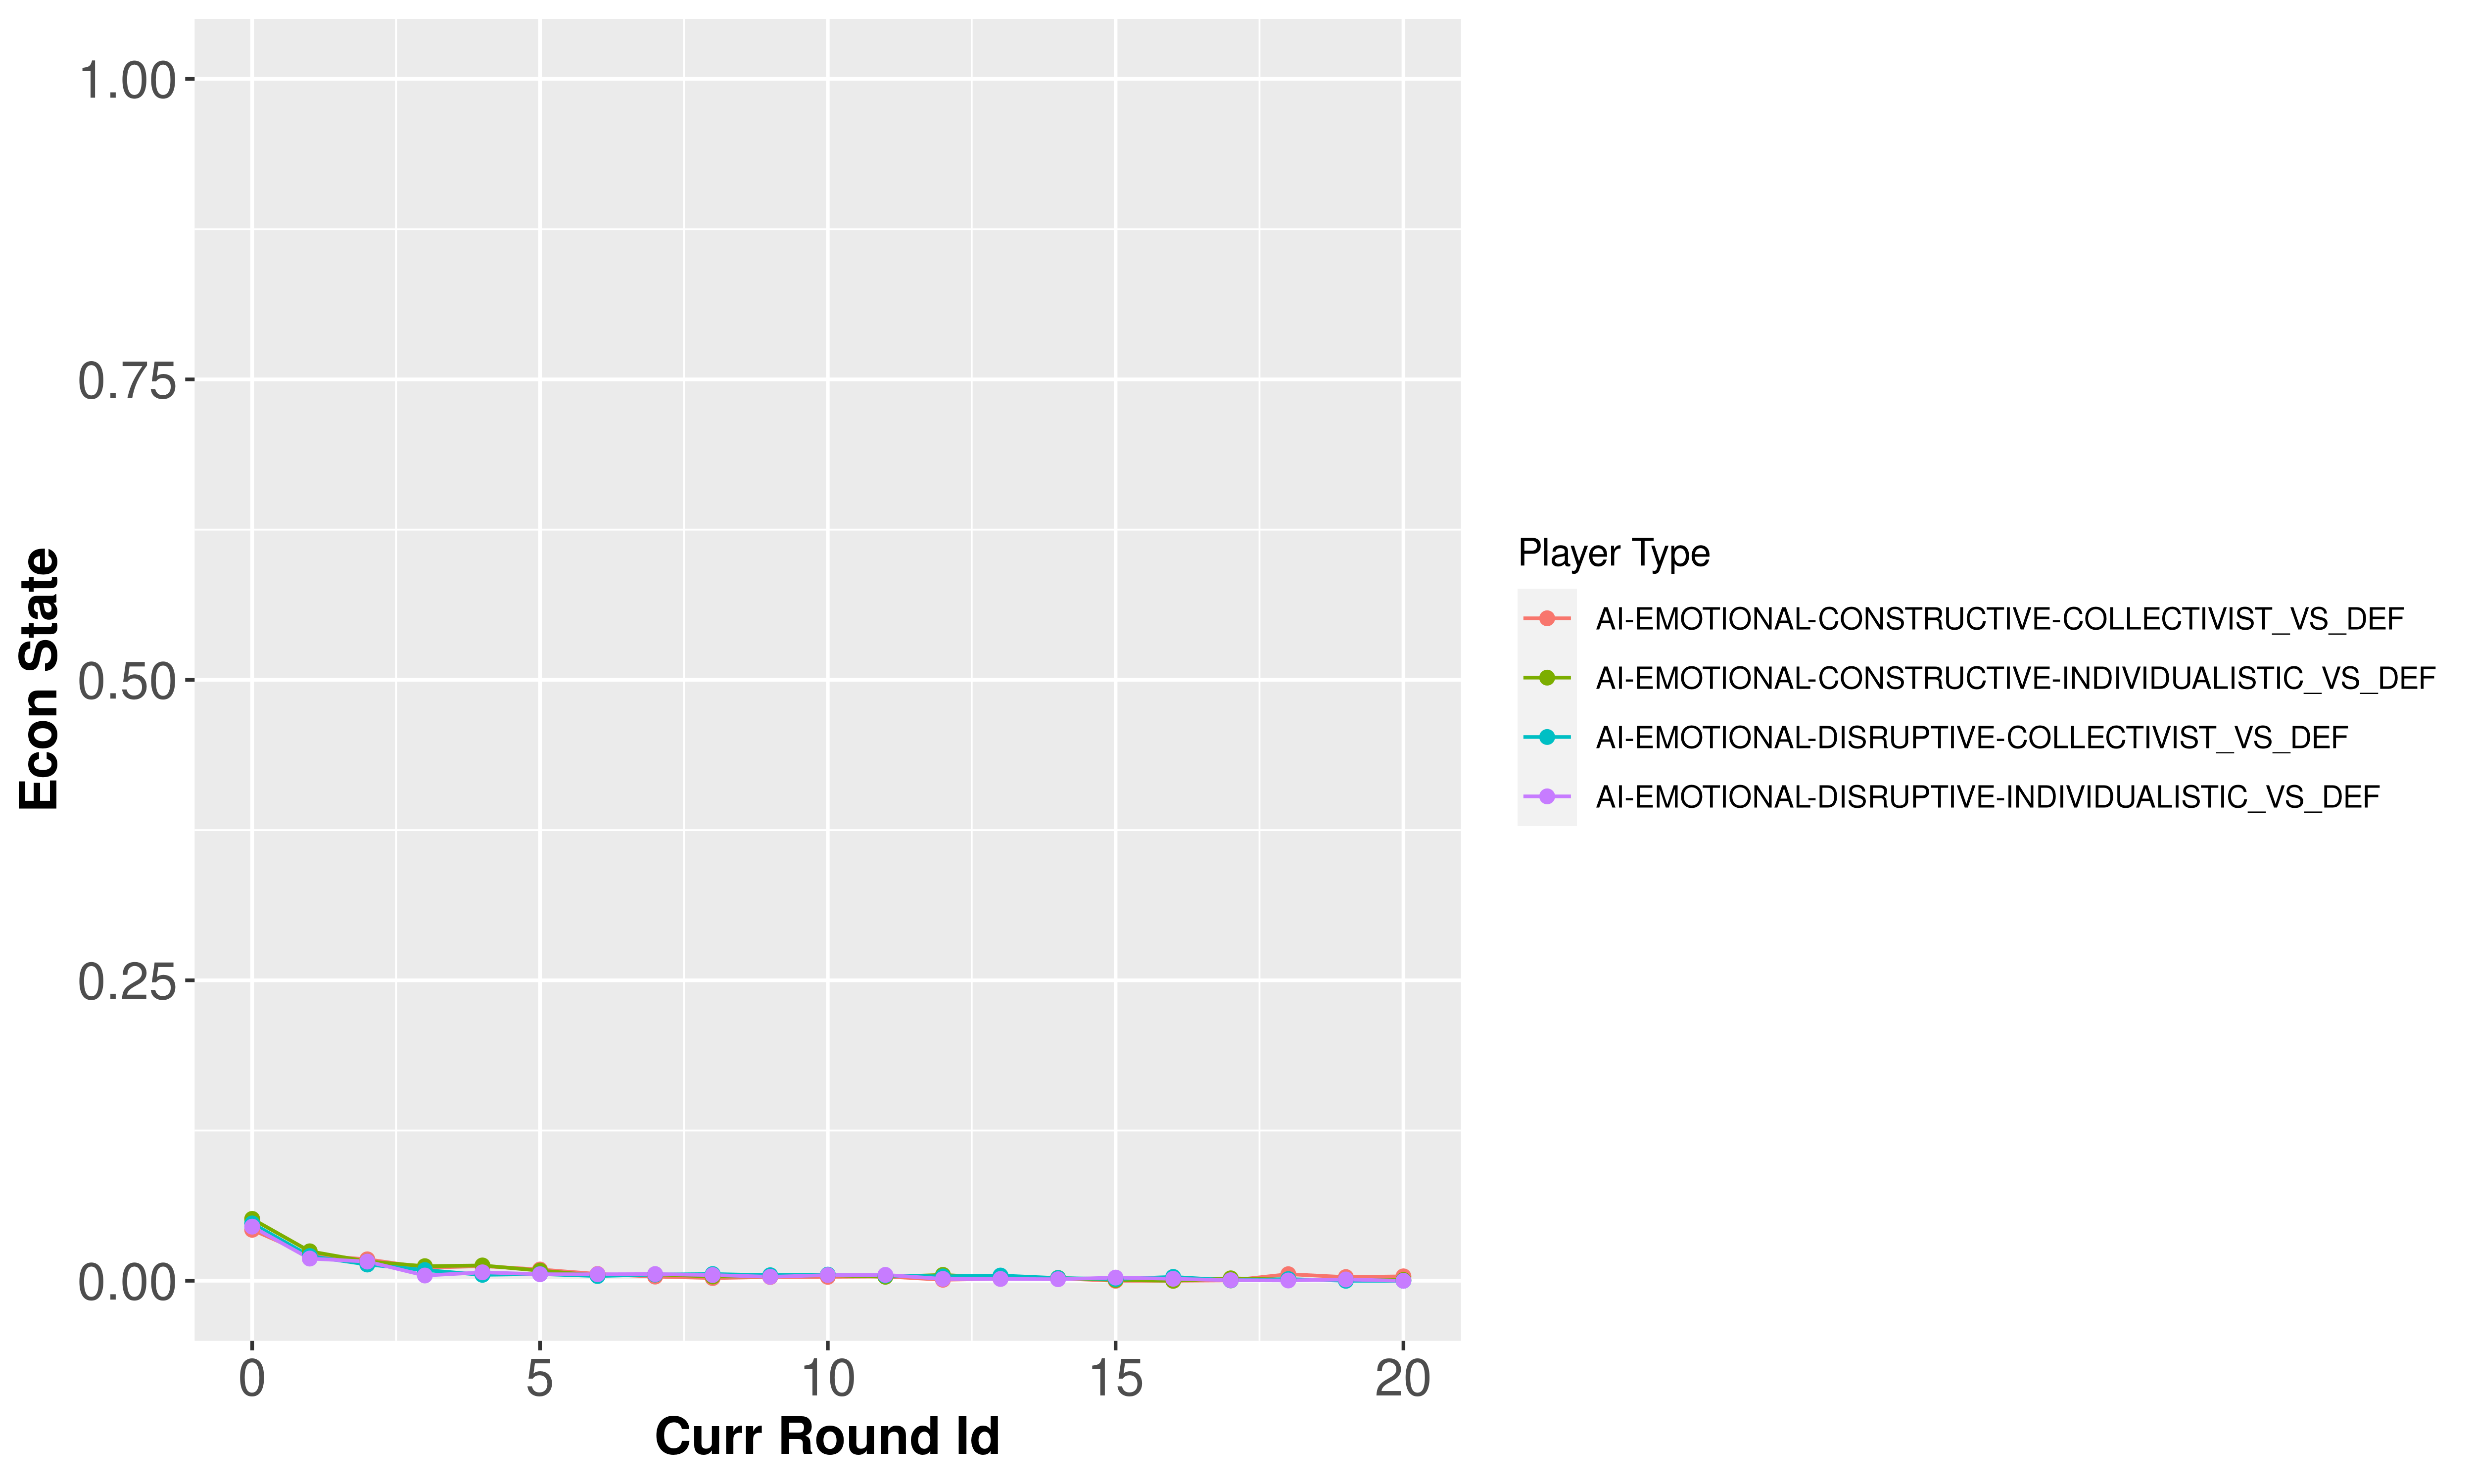 1.00
0.75
0.50
0.25
0.00
Econ State
0 5 10 15 20
Curr Round Id
Player Type
AI-EMOTIONAL-CONSTRUCTIVE-COLLECTIVIST_VS_DEF
AI-EMOTIONAL-CONSTRUCTIVE-INDIVIDUALISTIC_VS_DEF
AI-EMOTIONAL-DISRUPTIVE-COLLECTIVIST_VS_DEF
AI-EMOTIONAL-DISRUPTIVE-INDIVIDUALISTIC_VS_DEF